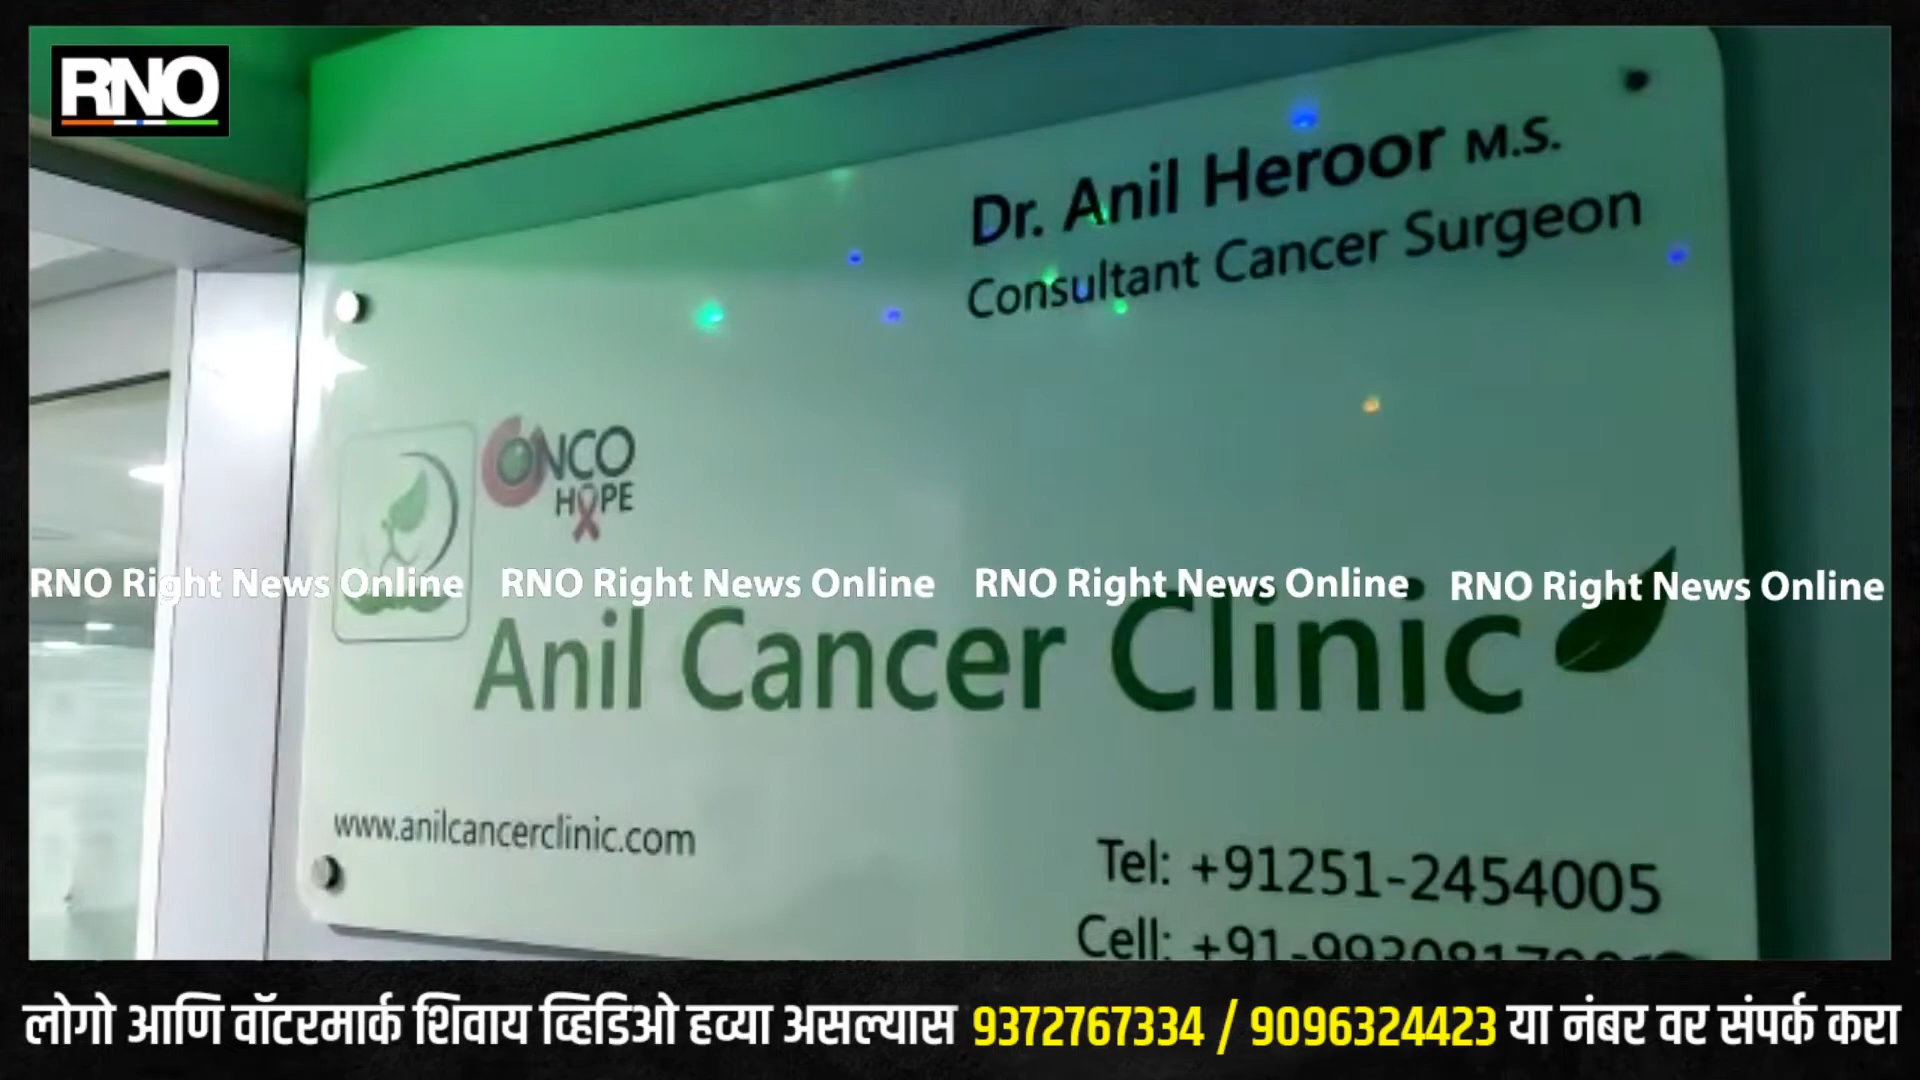 RNO
Dr. Anil Heroor M.S.
Consultant Cancer Surgeon
ONCO
HOPE
RNO Right News Online RNO Right News Online RNO Right News Online RNO Right News Online
Anil Cancer Clinic
www.anilcancerclinic.com
Tel: +91251-2454005
Cell:
लोगो आणि वॉटरमार्क शिवाय व्हिडिओ हव्या असल्यास 9372767334 / 9096324423 या नंबर वर संपर्क करा